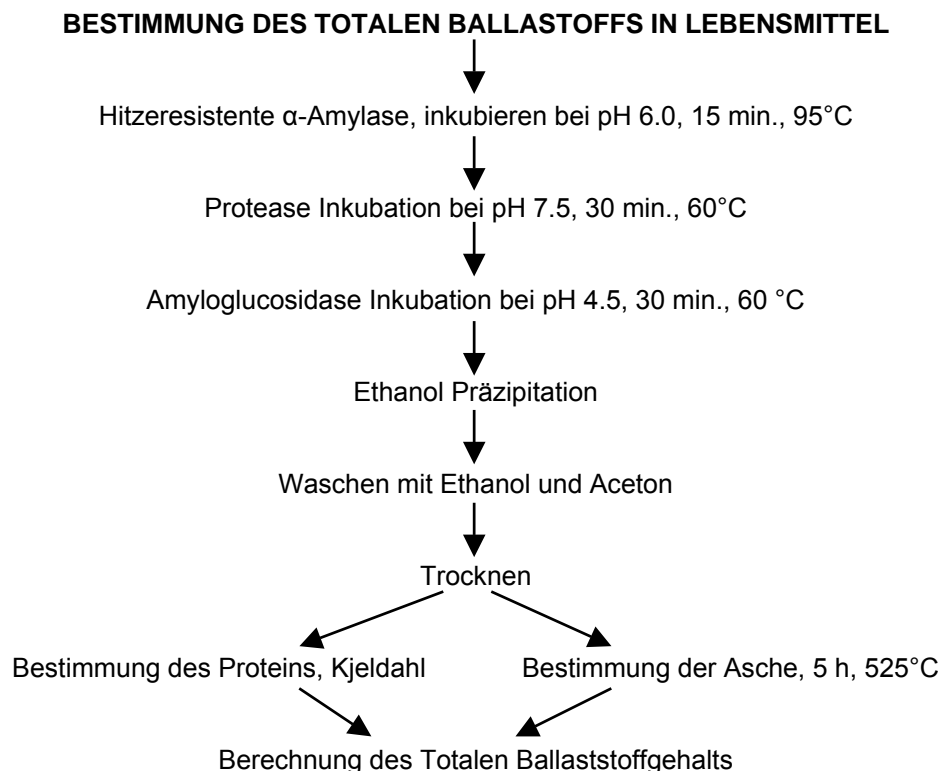 BESTIMMUNG DES TOTALEN BALLASTOFFS IN LEBENSMITTEL
Hitzeresistente α-Amylase, inkubieren bei pH 6.0, 15 min., 95°C
Protease Inkubation bei pH 7.5, 30 min., 60°C
Amyloglucosidase Inkubation bei pH 4.5, 30 min., 60 °C
Ethanol Präzipitation
Waschen mit Ethanol und Aceton
Trocknen
Bestimmung des Proteins, Kjeldahl
Bestimmung der Asche, 5 h, 525°C
Berechnung des Totalen Ballaststoffgehalts